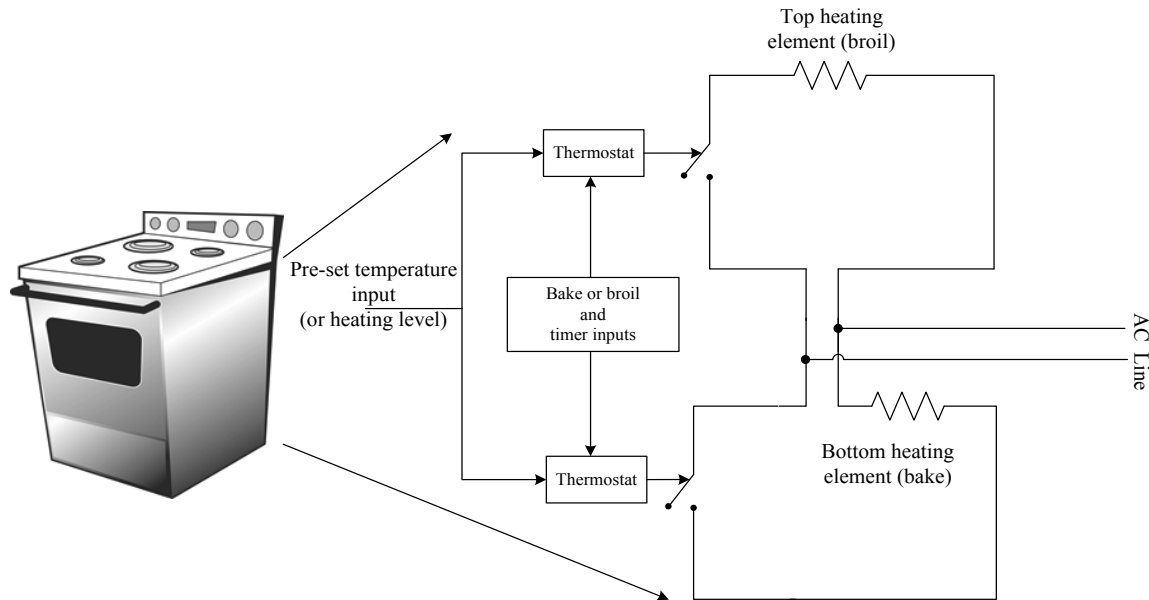 Top heating
element (broil)
Thermostat
Pre-set temperature
input
(or heating level)
Bake or broil
and
timer inputs
AC Line
Bottom heating
element (bake)
Thermostat